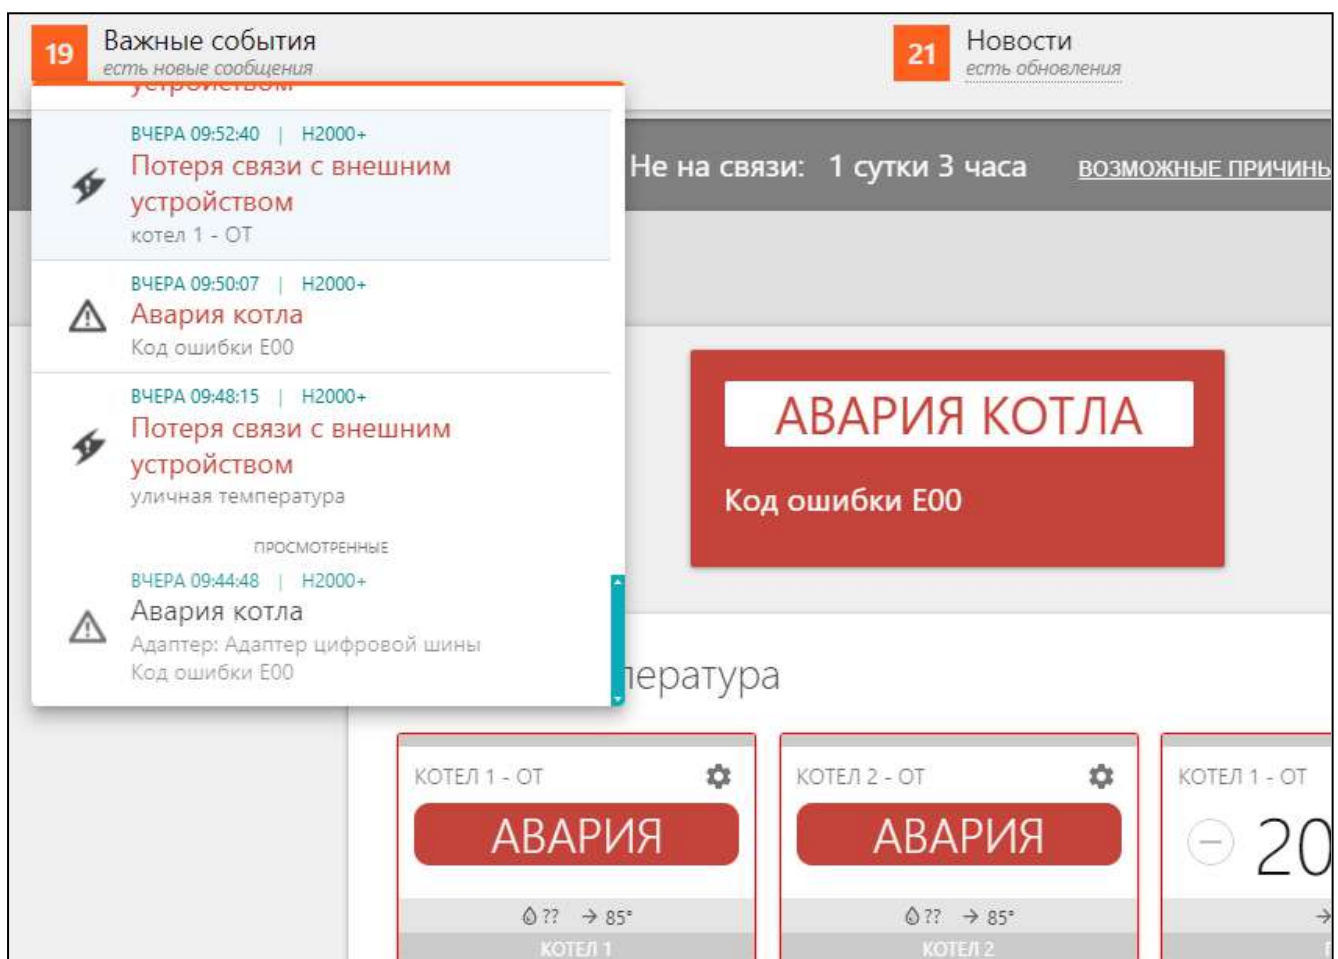 19
Важные события
есть новые сообщения
21
Новости
есть обновления
устройством
ВЧЕРА 09:52:40 | H2000+
Потеря связи с внешним
устройством
котел 1 - ОТ
Не на связи: 1 сутки 3 часа
ВОЗМОЖНЫЕ ПРИЧИНЫ
ВЧЕРА 09:50:07 | H2000+
Авария котла
Код ошибки E00
ВЧЕРА 09:48:15 | H2000+
Потеря связи с внешним
устройством
уличная температура
ПРОСМОТРЕННЫЕ
ВЧЕРА 09:44:48 | H2000+
Авария котла
Адаптер: Адаптер цифровой шины
Код ошибки E00
АВАРИЯ КОТЛА
Код ошибки E00
пература
КОТЕЛ 1 - ОТ
АВАРИЯ
?? → 85°
КОТЕЛ 1
КОТЕЛ 2 - ОТ
АВАРИЯ
?? → 85°
КОТЕЛ 2
КОТЕЛ 1 - ОТ
20